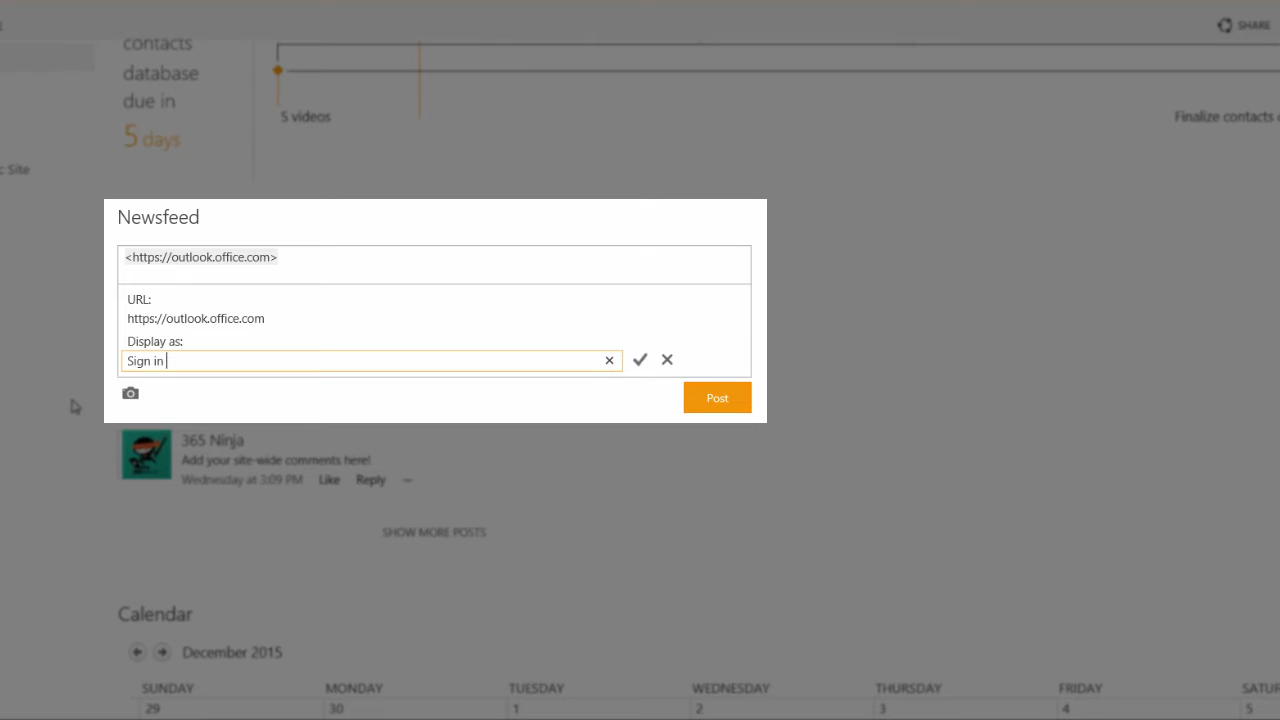 SHARE
contacts
database
due in
5 days
5 videos
Finalize contacts
c Site
Newsfeed
<https://outlook.office.com>
URL:
https://outlook.office.com
Display as:
Sign in
Post
365 Ninja
Add your site-wide comments here!
Wednesday at 3:09 PM Like Reply ...
SHOW MORE POSTS
Calendar
December 2015
SUNDAY MONDAY TUESDAY WEDNESDAY THURSDAY FRIDAY SATUR
29 30 1 2 3 4 5